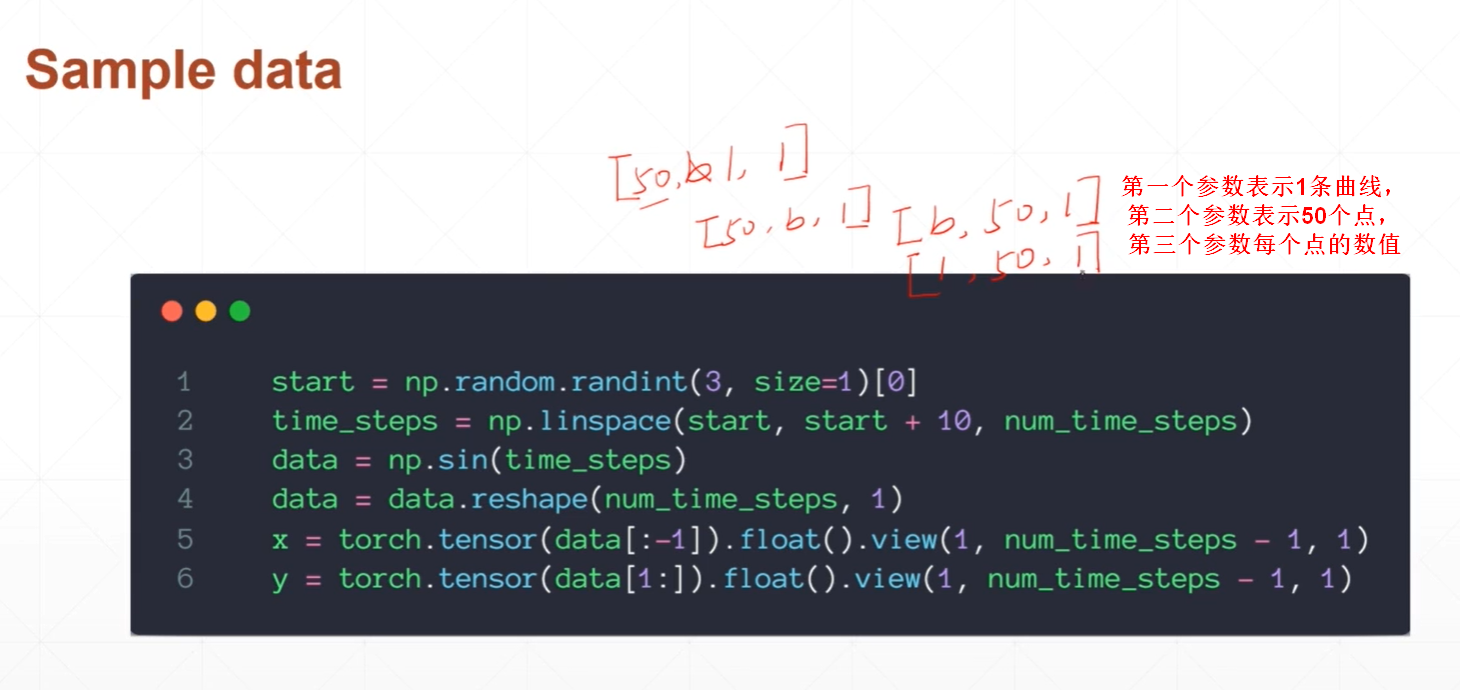 Sample data
[50, b 1, 1]
[50, b, 1] [b, 50, 1]
[1, 50, 1]
第一个参数表示1条曲线，
第二个参数表示50个点，
第三个参数每个点的数值
1 start = np.random.randint(3, size=1)[0]
2 time_steps = np.linspace(start, start + 10, num_time_steps)
3 data = np.sin(time_steps)
4 data = data.reshape(num_time_steps, 1)
5 x = torch.tensor(data[:-1]).float().view(1, num_time_steps - 1, 1)
6 y = torch.tensor(data[1:]).float().view(1, num_time_steps - 1, 1)